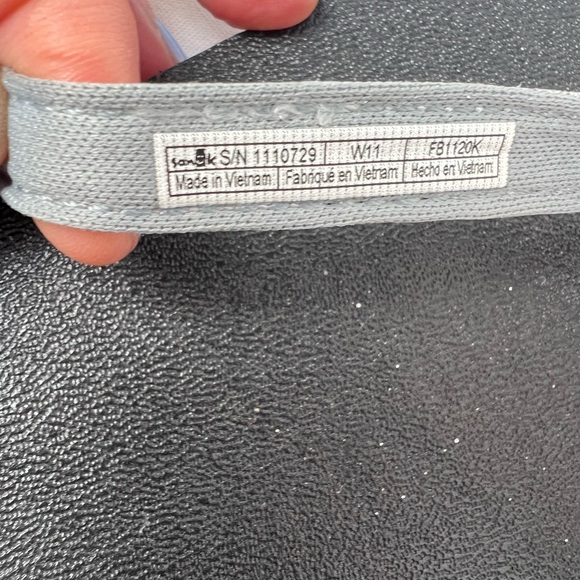 sanuk S/N 1110729 W11 FB1120K
Made in Vietnam Fabriqué en Vietnam Hecho en Vietnam